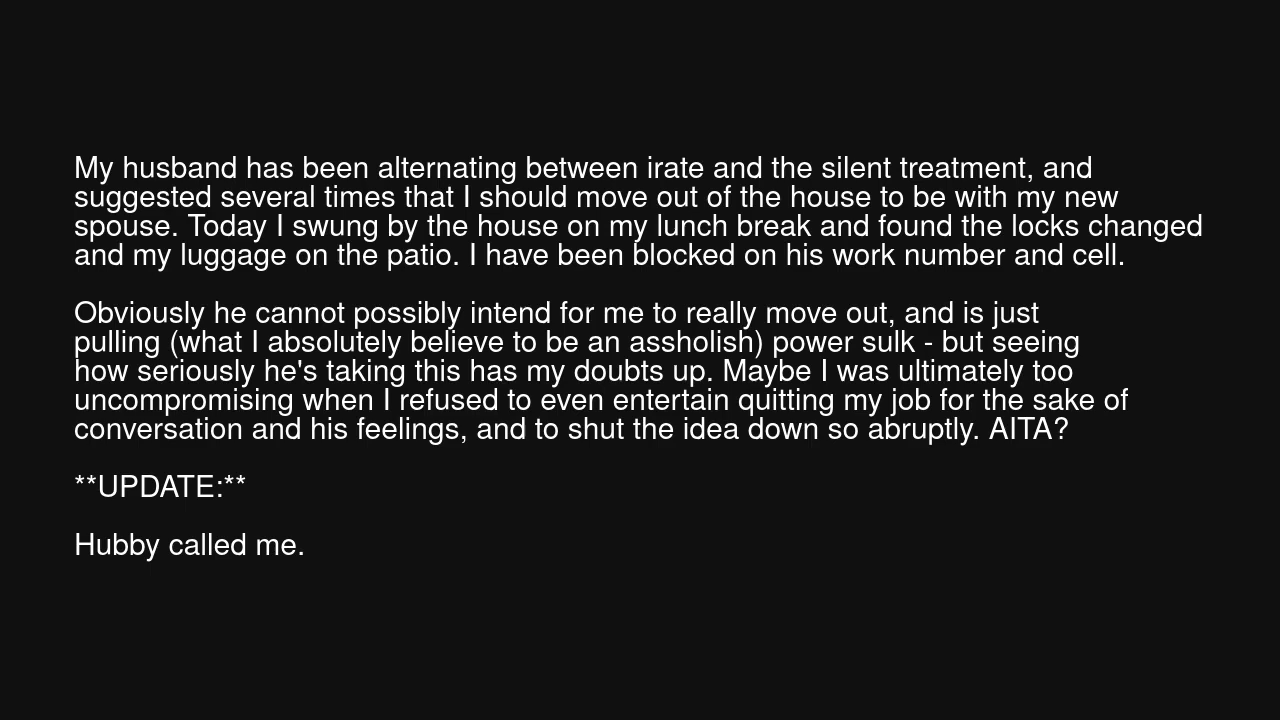 My husband has been alternating between irate and the silent treatment, and
suggested several times that I should move out of the house to be with my new
spouse. Today I swung by the house on my lunch break and found the locks changed
and my luggage on the patio. I have been blocked on his work number and cell.
Obviously he cannot possibly intend for me to really move out, and is just
pulling (what I absolutely believe to be an assholish) power sulk - but seeing
how seriously he's taking this has my doubts up. Maybe I was ultimately too
uncompromising when I refused to even entertain quitting my job for the sake of
conversation and his feelings, and to shut the idea down so abruptly. AITA?
**UPDATE:**
Hubby called me.